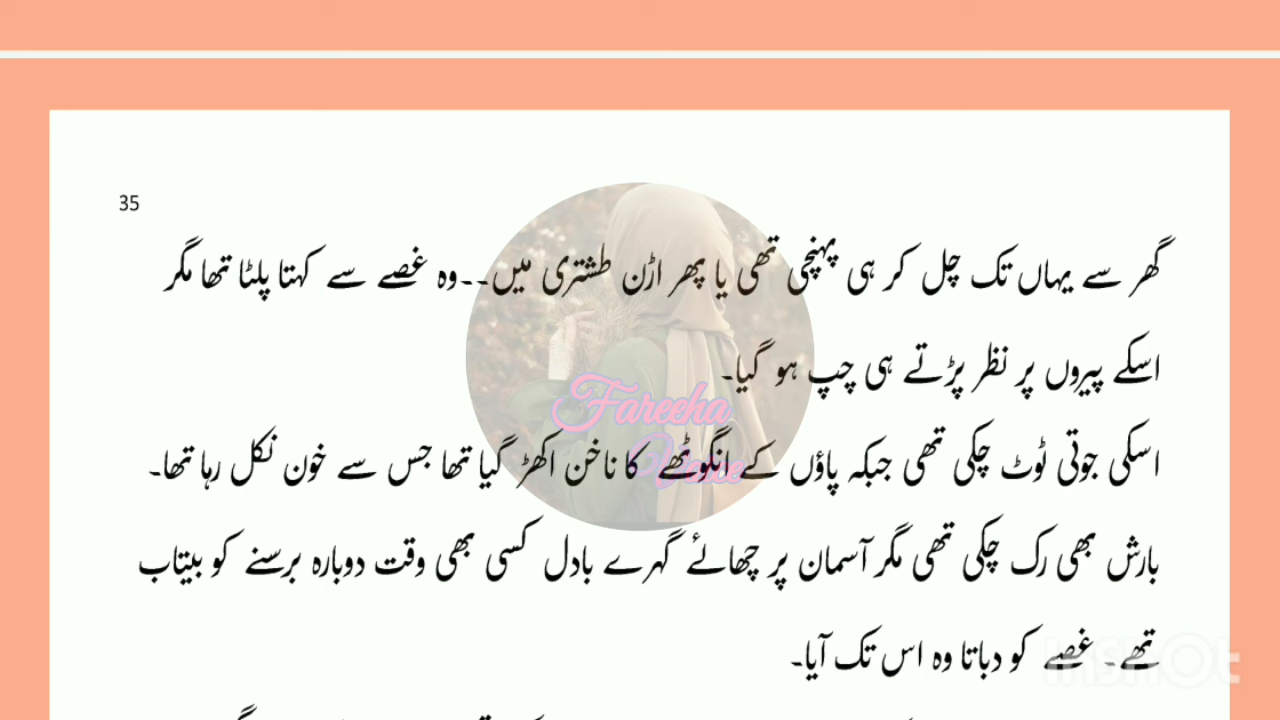 35
گھر سے یہاں تک چل کر ہی پہنچی تھی یا پھر اڑن طشتری میں۔۔وہ غصے سے کہتا پلٹا تھا مگر
اسکے پیروں پر نظر پڑتے ہی چپ ہو گیا۔
Fareeha
Voice
اسکی جوتی ٹوٹ چکی تھی جبکہ پاؤں کے انگوٹھے کا ناخن اکھڑ گیا تھا جس سے خون نکل رہا تھا۔
بارش بھی رک چکی تھی مگر آسمان پر چھائے گہرے بادل کسی بھی وقت دوبارہ برسنے کو بیتاب
تھے۔ غصے کو دباتا وہ اس تک آیا۔
InShOt